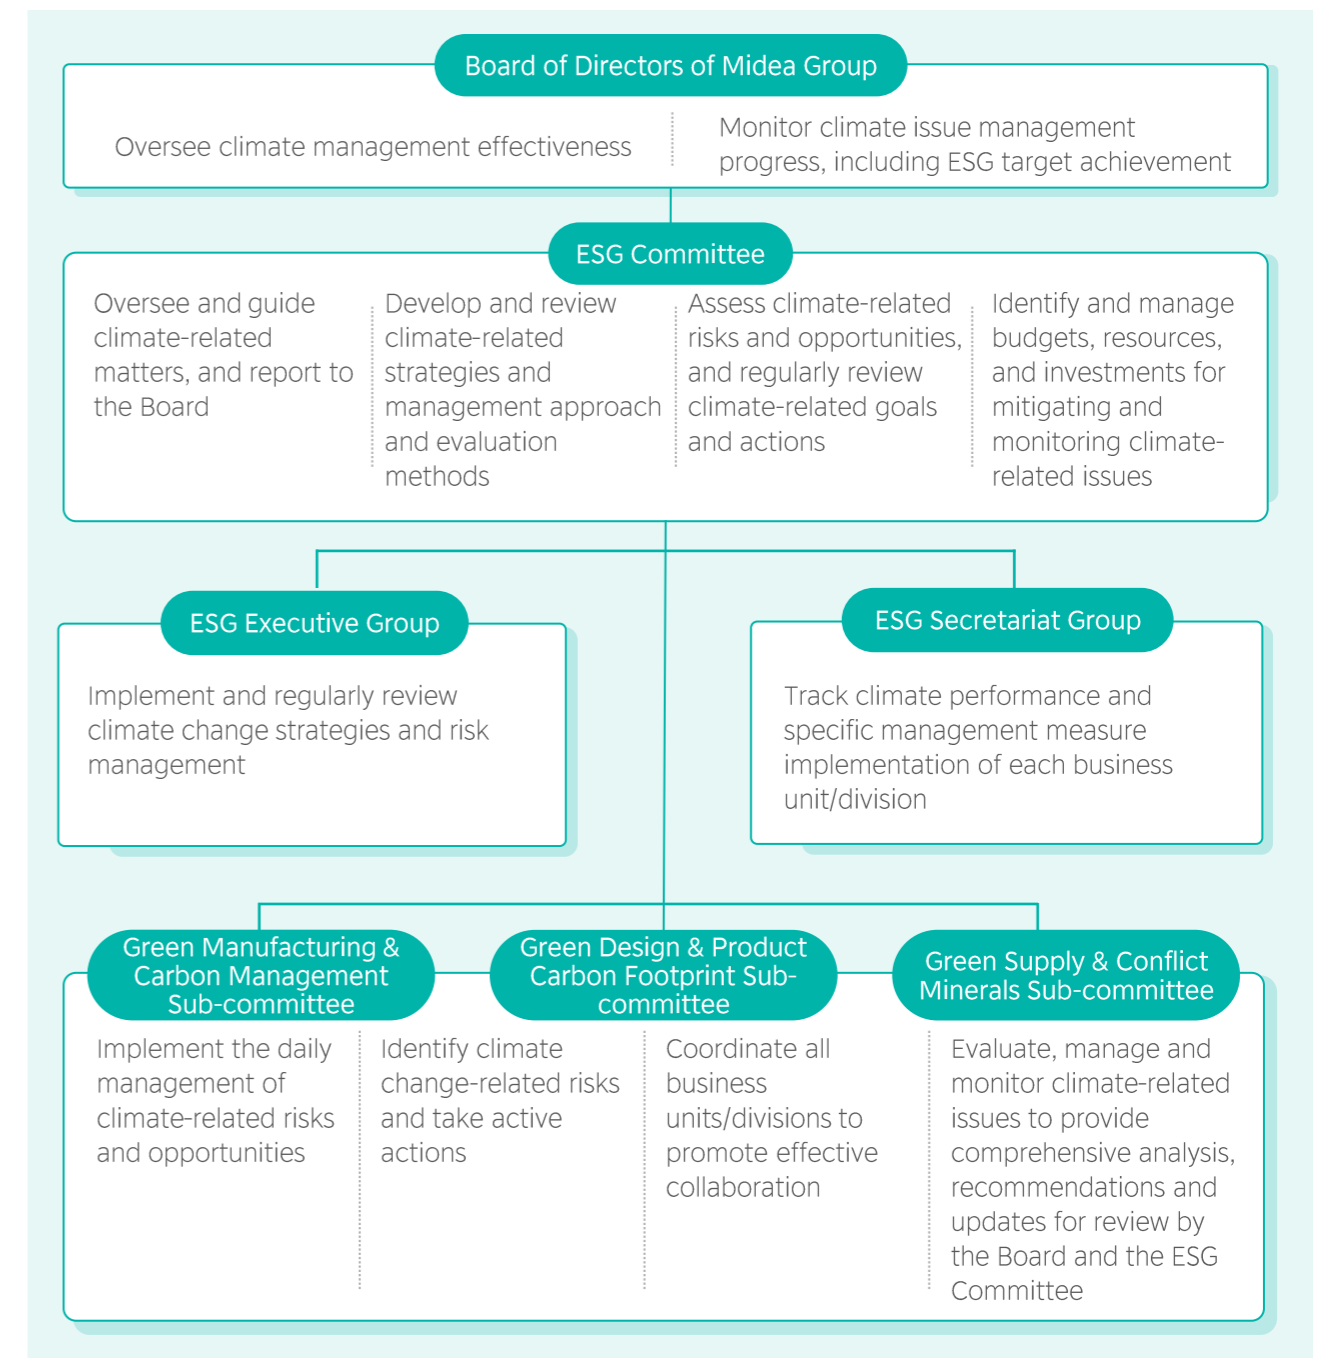 Board of Directors of Midea Group
Oversee climate management effectiveness
Monitor climate issue management
progress, including ESG target achievement
ESG Committee
Oversee and guide
climate-related
matters, and report to
the Board
Develop and review
climate-related
strategies and
management approach
and evaluation
methods
Assess climate-related
risks and opportunities,
and regularly review
climate-related goals
and actions
Identify and manage
budgets, resources,
and investments for
mitigating and
monitoring climate-
related issues
ESG Executive Group
Implement and regularly review
climate change strategies and risk
management
ESG Secretariat Group
Track climate performance and
specific management measure
implementation of each business
unit/division
Green Manufacturing &
Carbon Management
Sub-committee
Green Design & Product
Carbon Footprint Sub-
committee
Green Supply & Conflict
Minerals Sub-committee
Implement the daily
management of
climate-related risks
and opportunities
Identify climate
change-related risks
and take active
actions
Coordinate all
business
units/divisions to
promote effective
collaboration
Evaluate, manage and
monitor climate-related
issues to provide
comprehensive analysis,
recommendations and
updates for review by
the Board and the ESG
Committee